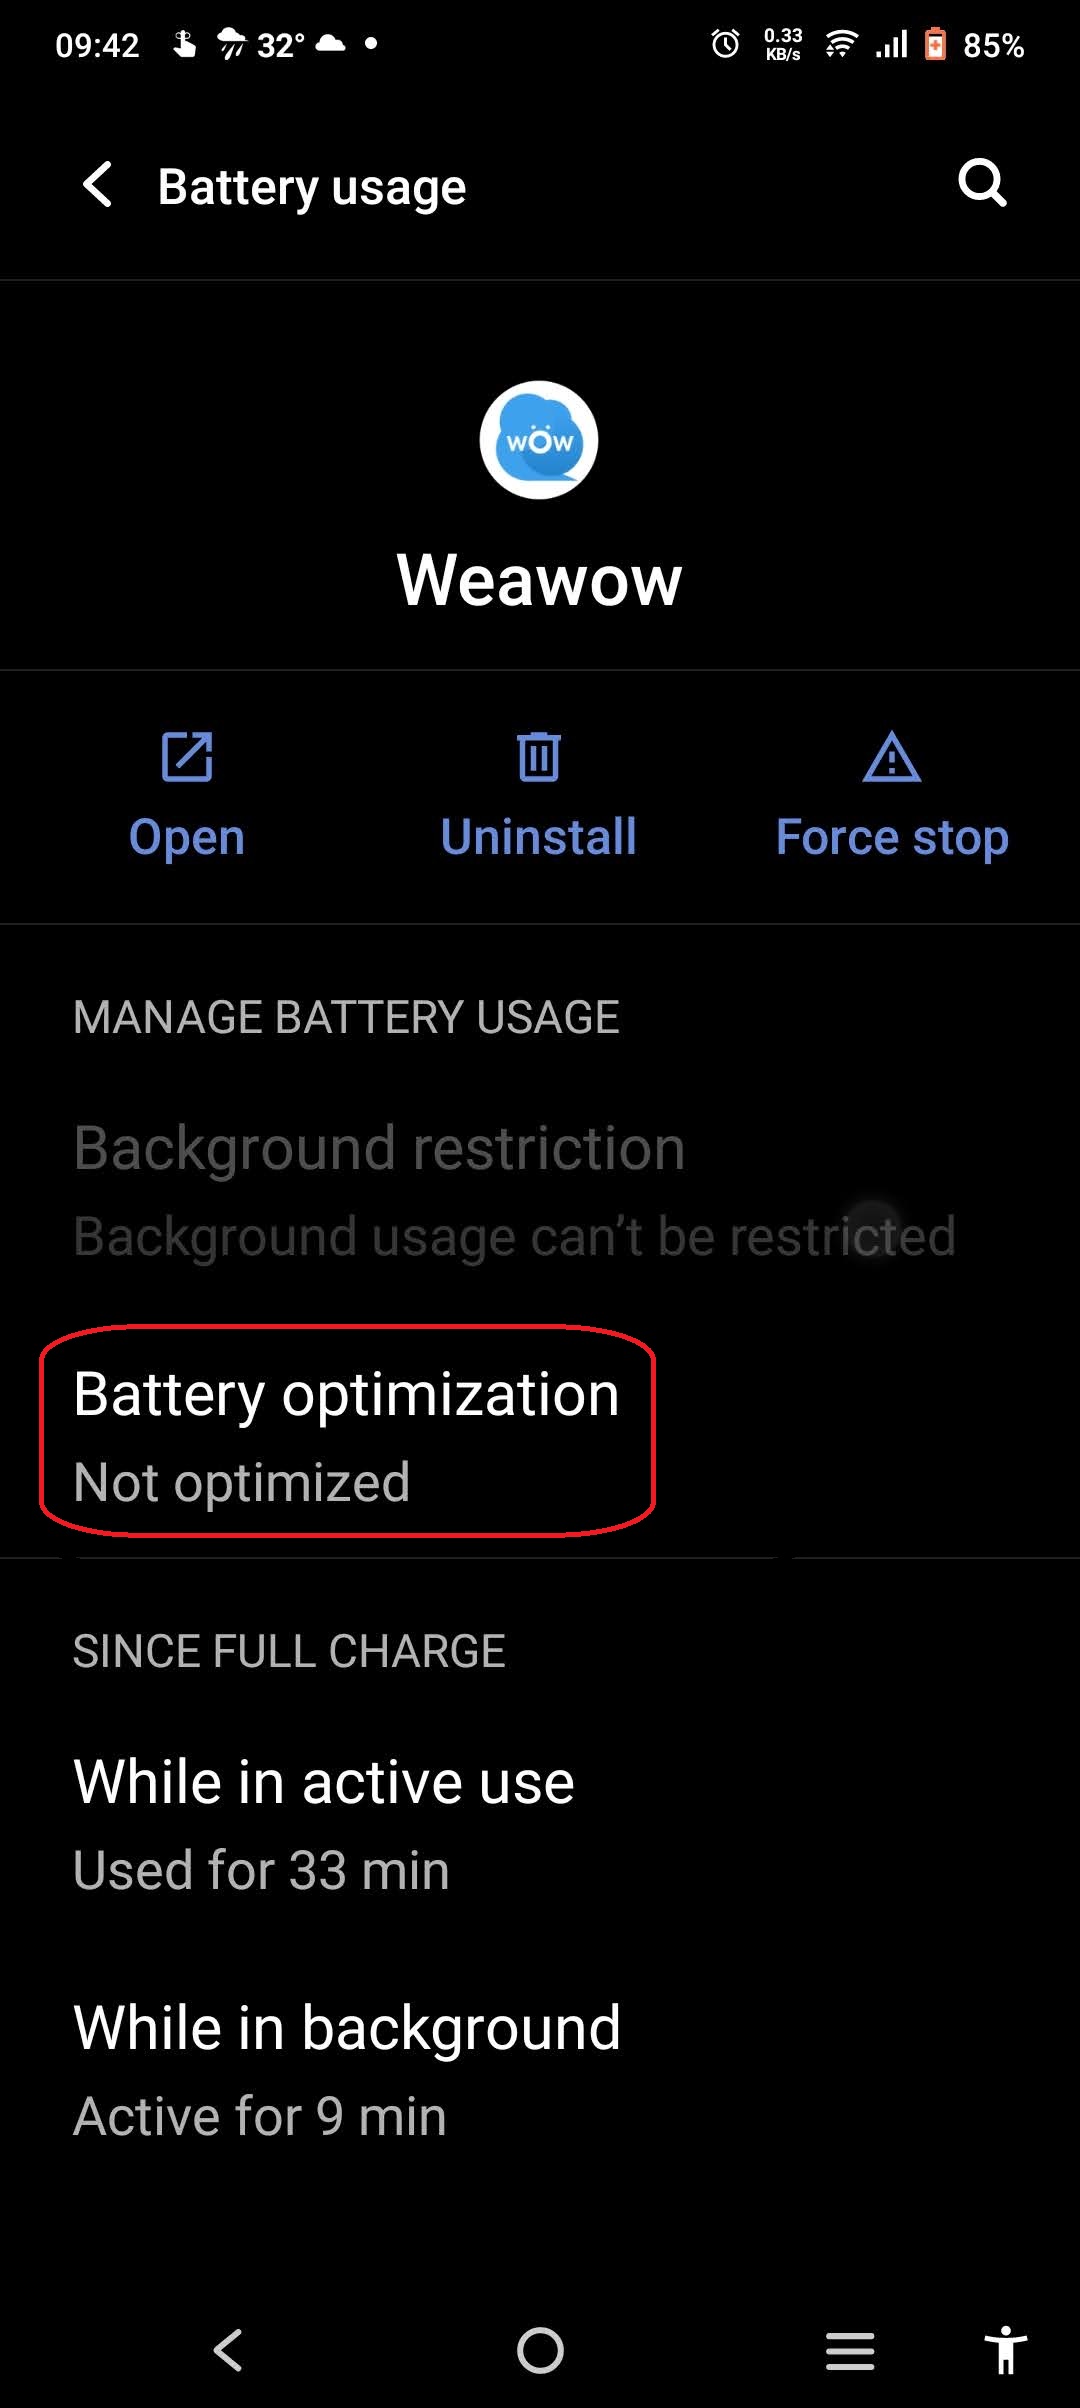 09:42 32° 0.33 KB/s 85%
Battery usage
wow
Weawow
Open Uninstall Force stop
MANAGE BATTERY USAGE
Background restriction
Background usage can’t be restricted
Battery optimization
Not optimized
SINCE FULL CHARGE
While in active use
Used for 33 min
While in background
Active for 9 min